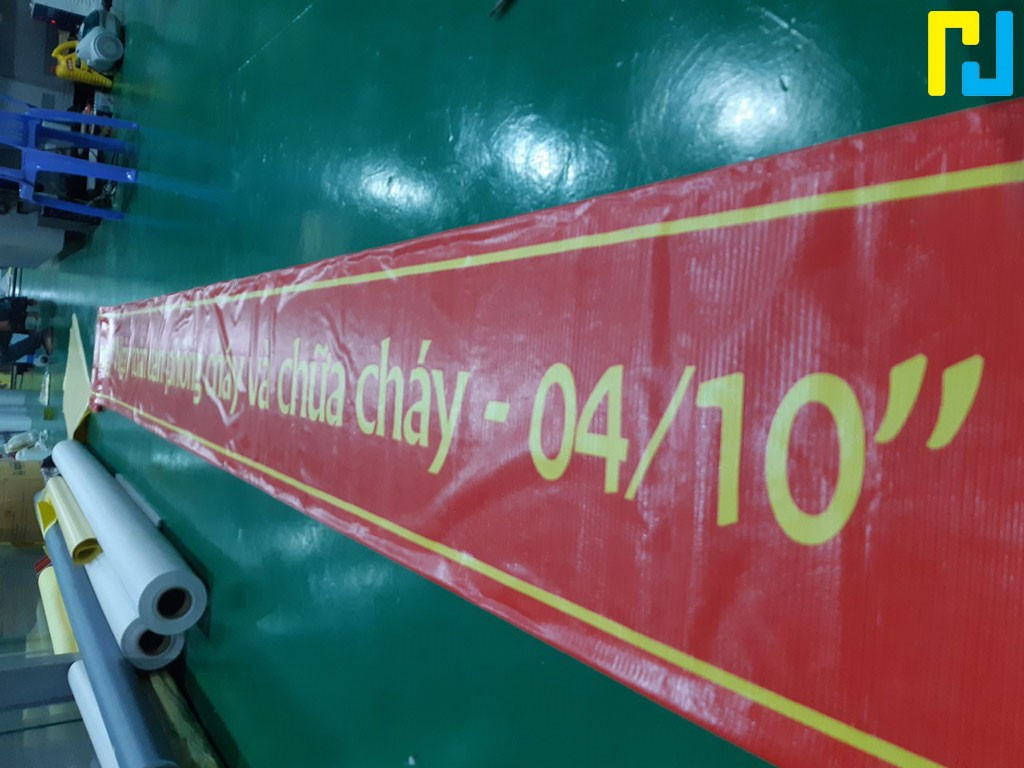 phòng cháy và chữa cháy - 04/10”